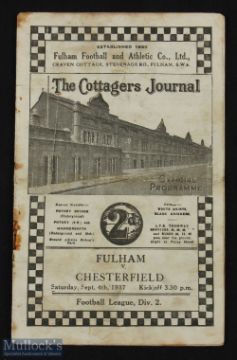 ESTABLISHED 1880
Fulham Football and Athletic Co., Ltd.,
CRAVEN COTTAGE, STEVENAGE RD., FULHAM, S.W.6.
The Cottagers Journal
OFFICIAL
PROGRAMME
2d
FULHAM
v
CHESTERFIELD
Saturday, Sept. 4th, 1937 Kick-off 3.30 p.m.
Football League, Div. 2.
Mullock's